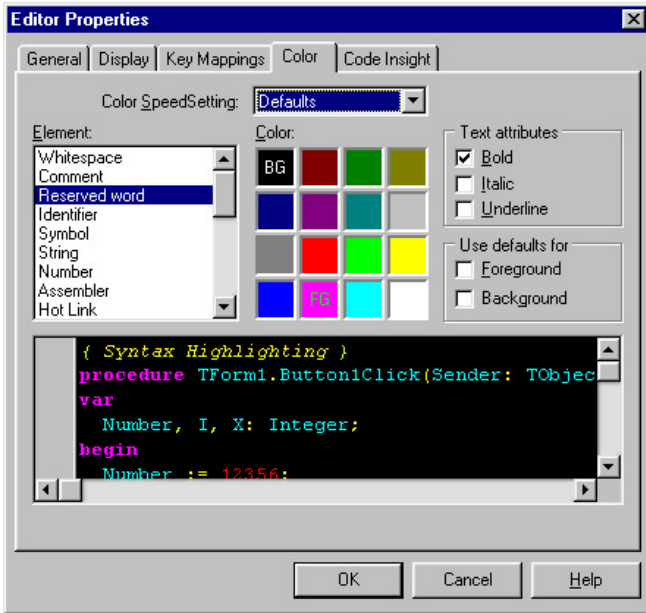 Editor Properties
General Display Key Mappings Color Code Insight
Color SpeedSetting: Defaults
Element:
Whitespace
Comment
Reserved word
Identifier
Symbol
String
Number
Assembler
Hot Link
Color:
BG
FG
Text attributes
Bold
Italic
Underline
Use defaults for
Foreground
Background
{ Syntax Highlighting }
procedure TForm1.Button1Click(Sender: TObjec
var
Number, I, X: Integer;
begin
Number := 12356;
OK Cancel Help